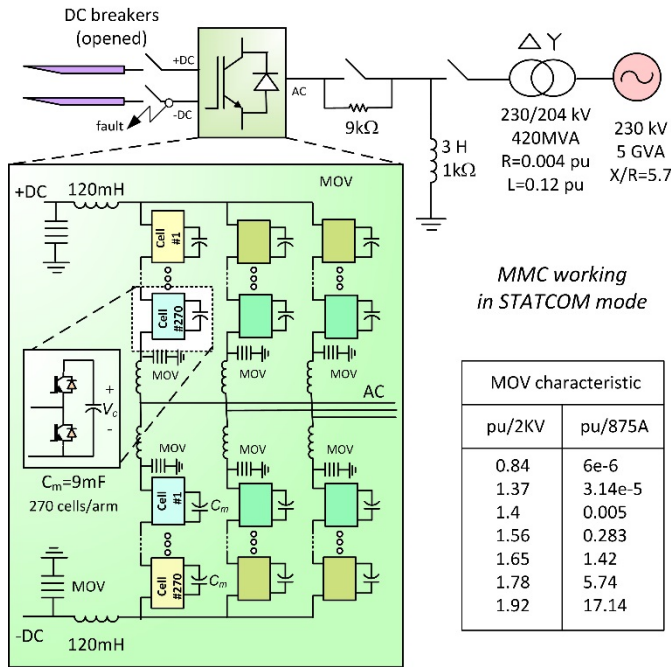 DC breakers
(opened)
+DC
-DC
fault
AC
9kΩ
3 H
1kΩ
Δ Y
230/204 kV
420MVA
R=0.004 pu
L=0.12 pu
230 kV
5 GVA
X/R=5.7
+DC
120mH
MOV
Cell
#1
Cell
#270
MOV
MOV
MOV
AC
+
Vc
-
Cm=9mF
270 cells/arm
MOV
MOV
MOV
Cell
#1
Cm
Cell
#270
Cm
MOV
-DC
120mH
MMC working
in STATCOM mode
MOV characteristic
pu/2KV pu/875A
0.84 6e-6
1.37 3.14e-5
1.4 0.005
1.56 0.283
1.65 1.42
1.78 5.74
1.92 17.14